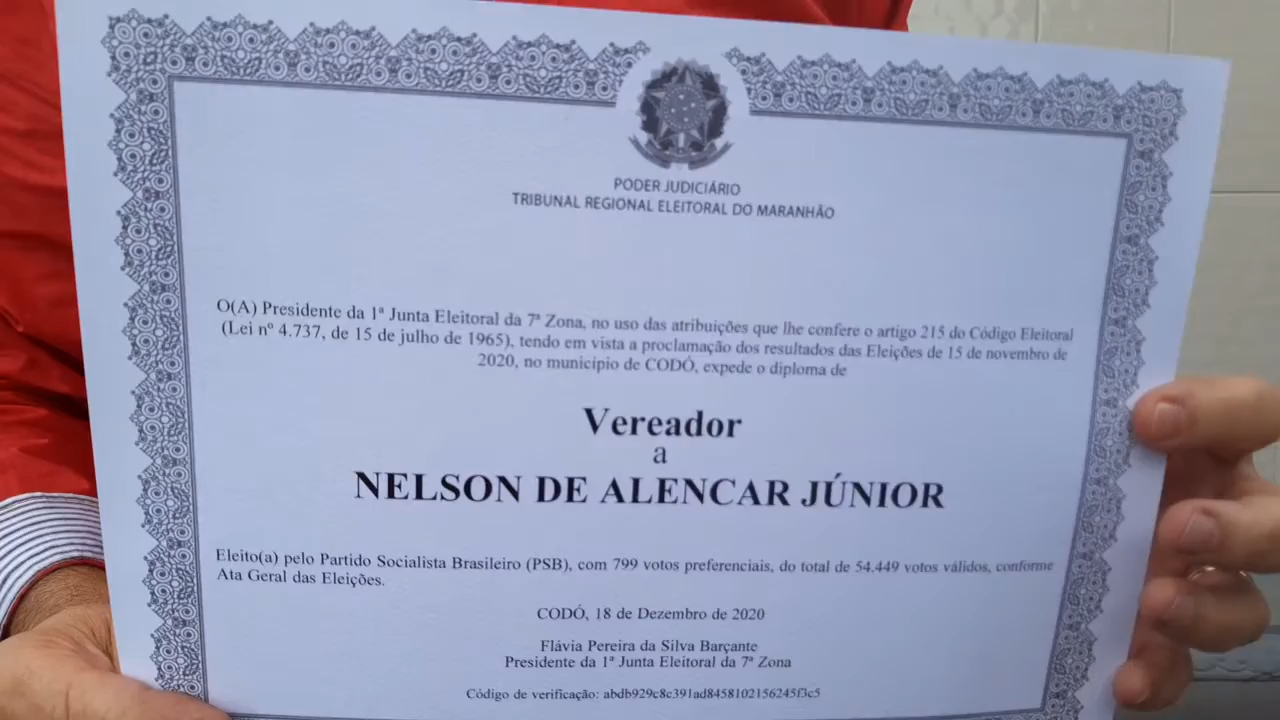 PODER JUDICIÁRIO
TRIBUNAL REGIONAL ELEITORAL DO MARANHÃO
O(A) Presidente da 1ª Junta Eleitoral da 7ª Zona, no uso das atribuições que lhe confere o artigo 215 do Código Eleitoral
(Lei nº 4.737, de 15 de julho de 1965), tendo em vista a proclamação dos resultados das Eleições de 15 de novembro de
2020, no município de CODÓ, expede o diploma de
Vereador
a
NELSON DE ALENCAR JÚNIOR
Eleito(a) pelo Partido Socialista Brasileiro (PSB), com 799 votos preferenciais, do total de 54.449 votos válidos, conforme
Ata Geral das Eleições.
CODÓ, 18 de Dezembro de 2020
Flávia Pereira da Silva Barçante
Presidente da 1ª Junta Eleitoral da 7ª Zona
Código de verificação: abdb929c8c391ad8458102156245f3c5